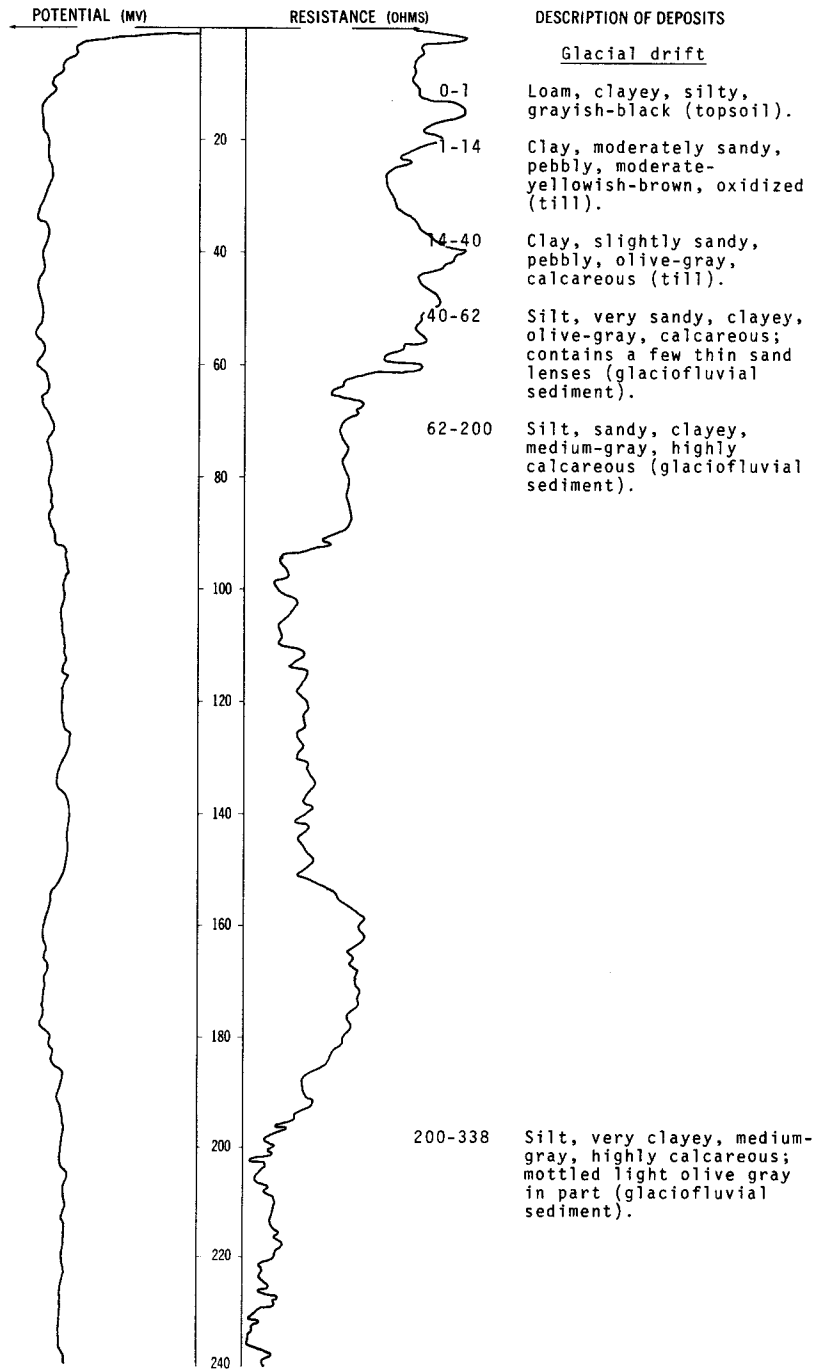 POTENTIAL (MV) RESISTANCE (OHMS) DESCRIPTION OF DEPOSITS
Glacial drift
0-1 Loam, clayey, silty,
grayish-black (topsoil).
20
1-14 Clay, moderately sandy,
pebbly, moderate-
yellowish-brown, oxidized
(till).
14-40 Clay, slightly sandy,
40
pebbly, olive-gray,
calcareous (till).
40-62 Silt, very sandy, clayey,
olive-gray, calcareous;
contains a few thin sand
60
lenses (glaciofluvial
sediment).
62-200 Silt, sandy, clayey,
medium-gray, highly
calcareous (glaciofluvial
80
sediment).
100
120
140
160
180
200
200-338 Silt, very clayey, medium-
gray, highly calcareous;
mottled light olive gray
in part (glaciofluvial
sediment).
220
240